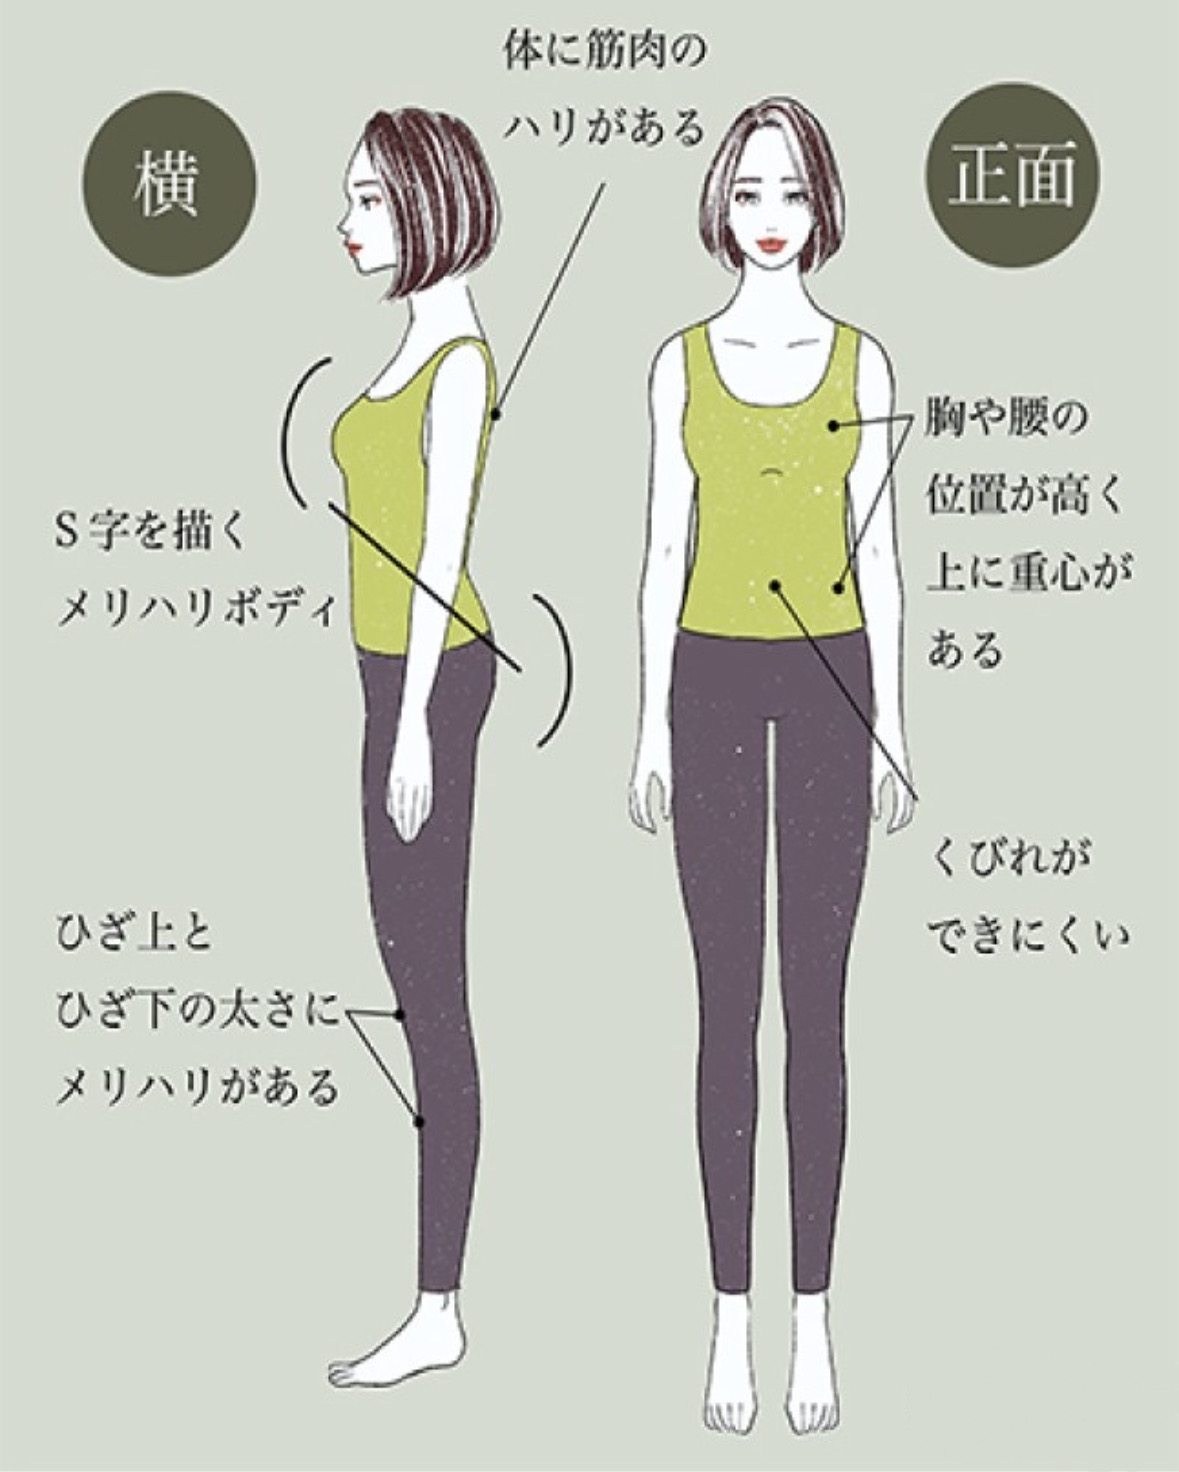 体に筋肉の
ハリがある
横
正面
胸や腰の
位置が高く
上に重心が
ある
S字を描く
メリハリボディ
くびれが
できにくい
ひざ上と
ひざ下の太さに
メリハリがある